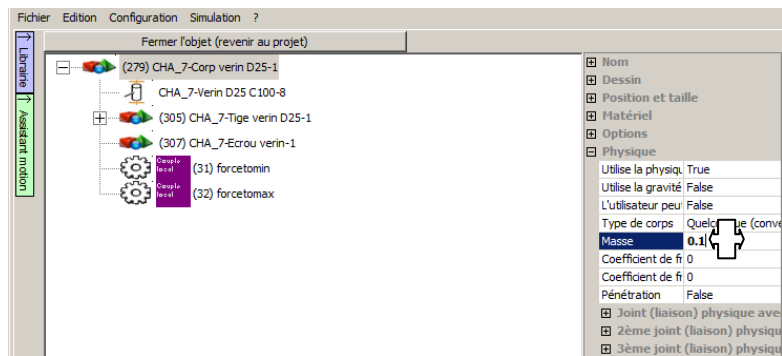 Fichier Edition Configuration Simulation ?
Fermer l'objet (revenir au projet)
Librairie
Assistant motion
(279) CHA_7-Corp verin D25-1
CHA_7-Verin D25 C100-8
(305) CHA_7-Tige verin D25-1
(307) CHA_7-Ecrou verin-1
Couple local (31) forcetomin
Couple local (32) forcetomax
Nom
Dessin
Position et taille
Matériel
Options
Physique
Utilise la physiqu True
Utilise la gravité False
L'utilisateur peu False
Type de corps Quelconque (conve
Masse 0.1
Coefficient de fr 0
Coefficient de fr 0
Pénétration False
Joint (liaison) physique ave
2ème joint (liaison) physiqu
3ème joint (liaison) physiqu